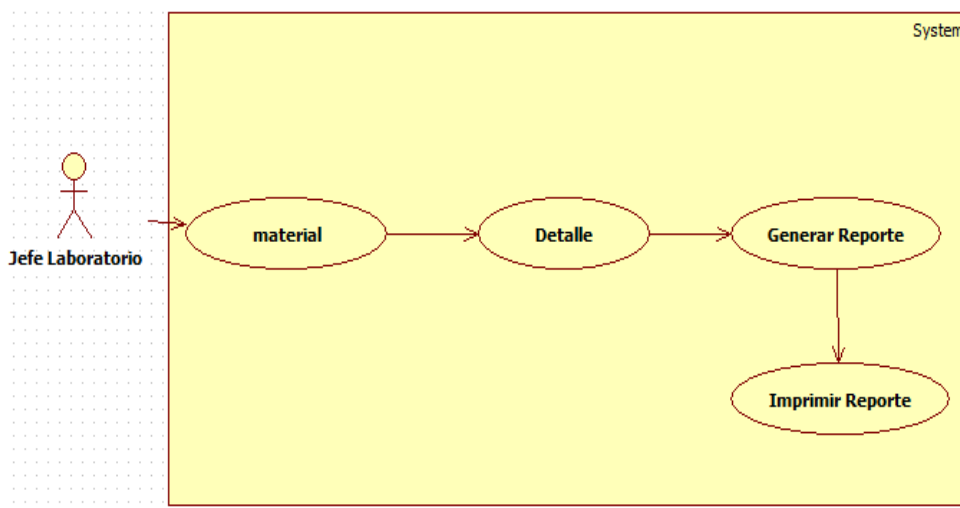 System
Jefe Laboratorio
material
Detalle
Generar Reporte
Imprimir Reporte